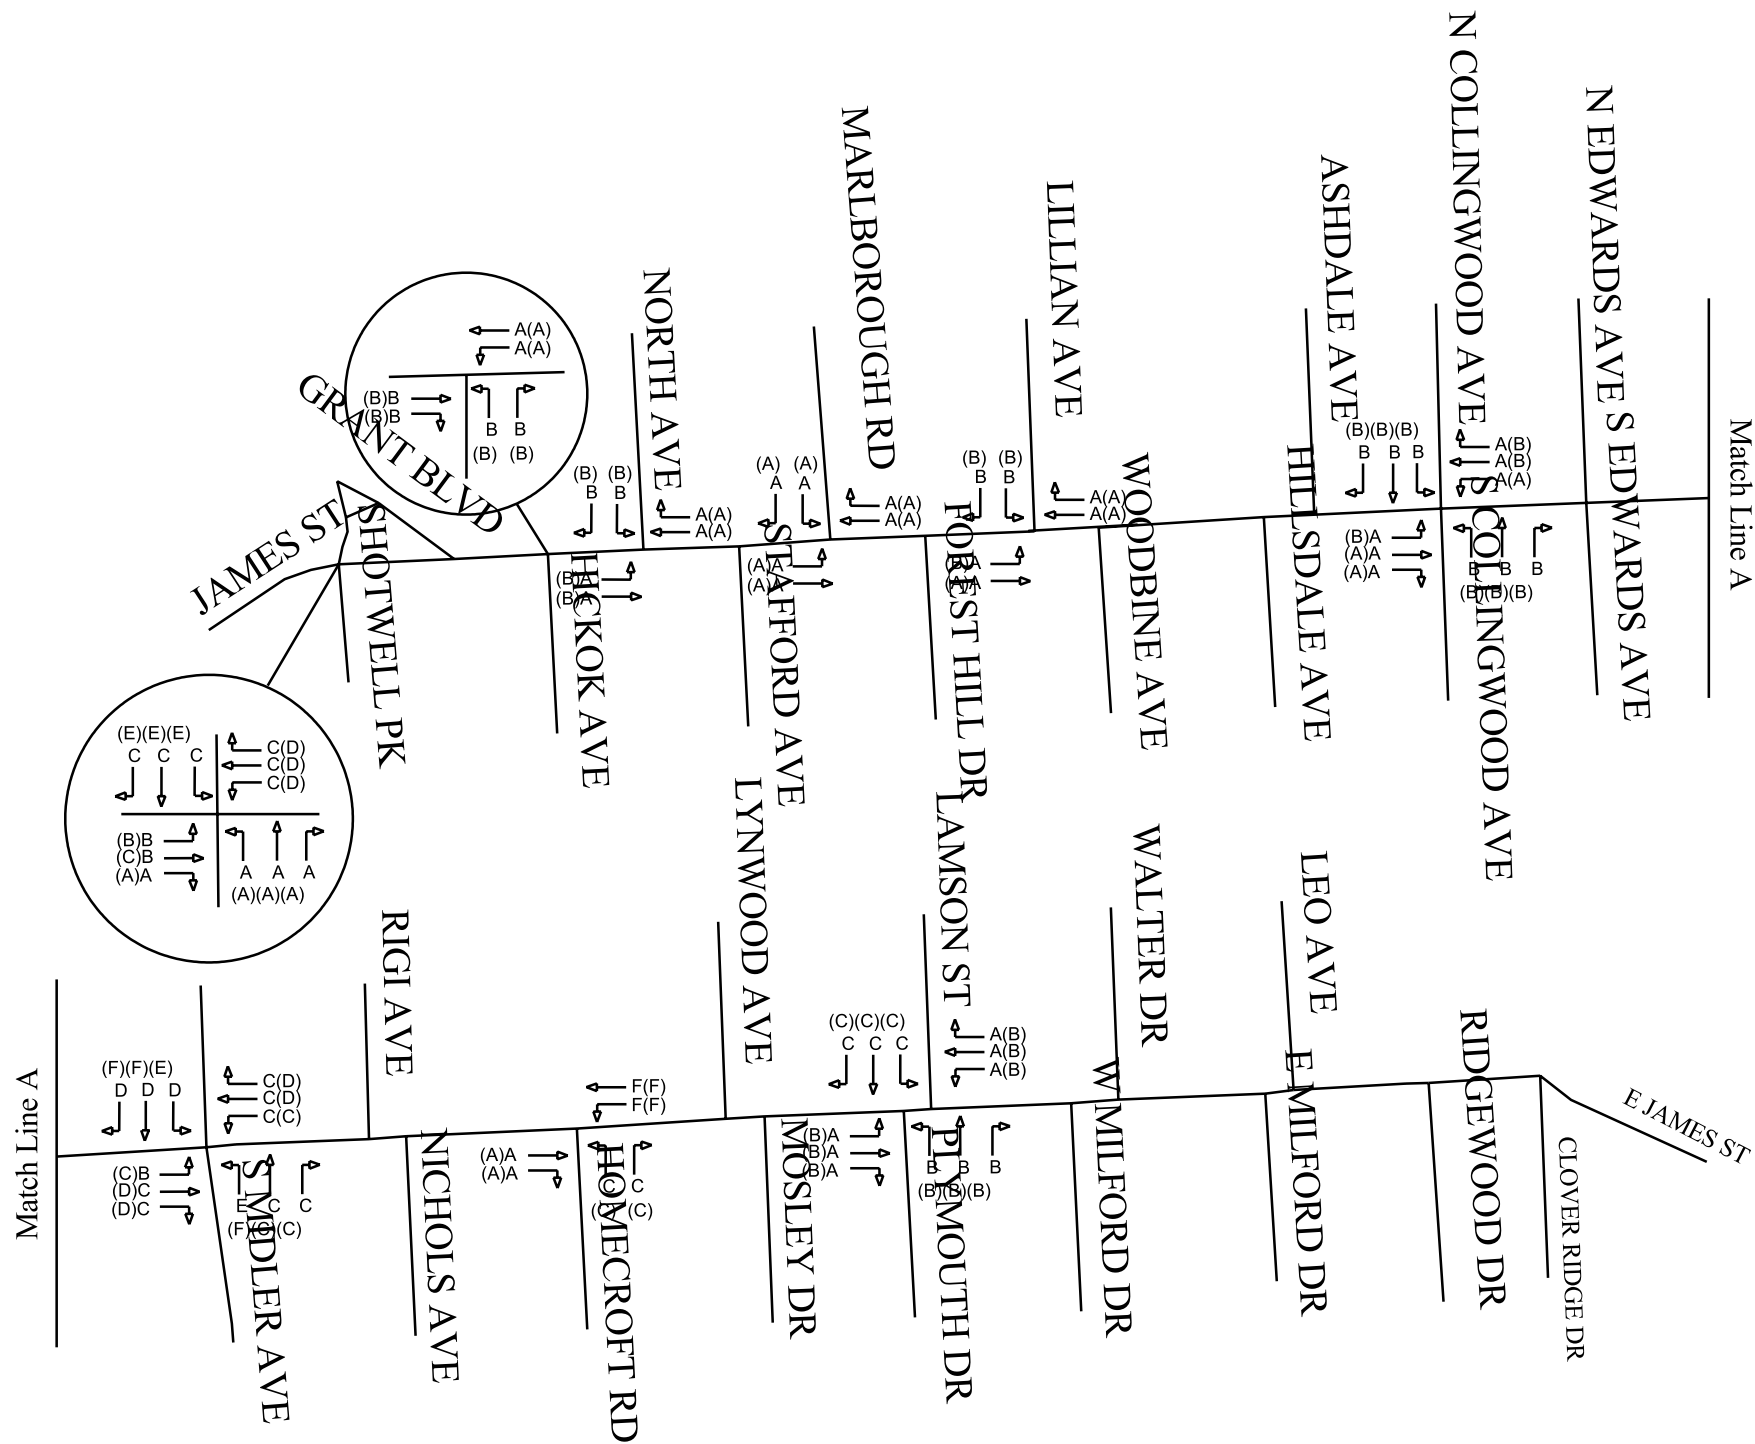 N COLLINGWOOD AVE
N EDWARDS AVE
MARLBOROUGH RD
ASHDALE AVE
LILLIAN AVE
NORTH AVE
A(A)
A(A)
(B)B
(B)B
B B
(B) (B)
GRANT BLVD
JAMES ST
SHOTWELL PK
(B) (B)
B B
A(A)
A(A)
(B)A
(B)A
HICKOK AVE
(A) (A)
A A
A(A)
A(A)
(A)A
(A)A
STAFFORD AVE
(B) (B)
B B
A(A)
A(A)
(B)A
(A)A
FOREST HILL DR
WOODBINE AVE
HILLSDALE AVE
(B)(B)(B)
B B B
A(B)
A(B)
A(A)
(B)A
(A)A
(A)A
B B B
(B)(B)(B)
S COLLINGWOOD AVE
S EDWARDS AVE
Match Line A
(E)(E)(E)
C C C
C(D)
C(D)
C(D)
(B)B
(C)B
(A)A
A A A
(A)(A)(A)
Match Line A
(F)(F)(E)
D D D
C(D)
C(D)
C(C)
(C)B
(D)C
(D)C
E C C
(F)(C)(C)
S MIDLER AVE
RIGI AVE
NICHOLS AVE
F(F)
F(F)
(A)A
(A)A
C C
(C) (C)
HOMECROFT RD
LYNWOOD AVE
MOSLEY DR
LAMSON ST
(C)(C)(C)
C C C
A(B)
A(B)
A(B)
(B)A
(B)A
(B)A
B B B
(B)(B)(B)
PLYMOUTH DR
WALTER DR
W MILFORD DR
LEO AVE
E MILFORD DR
RIDGEWOOD DR
CLOVER RIDGE DR
E JAMES ST